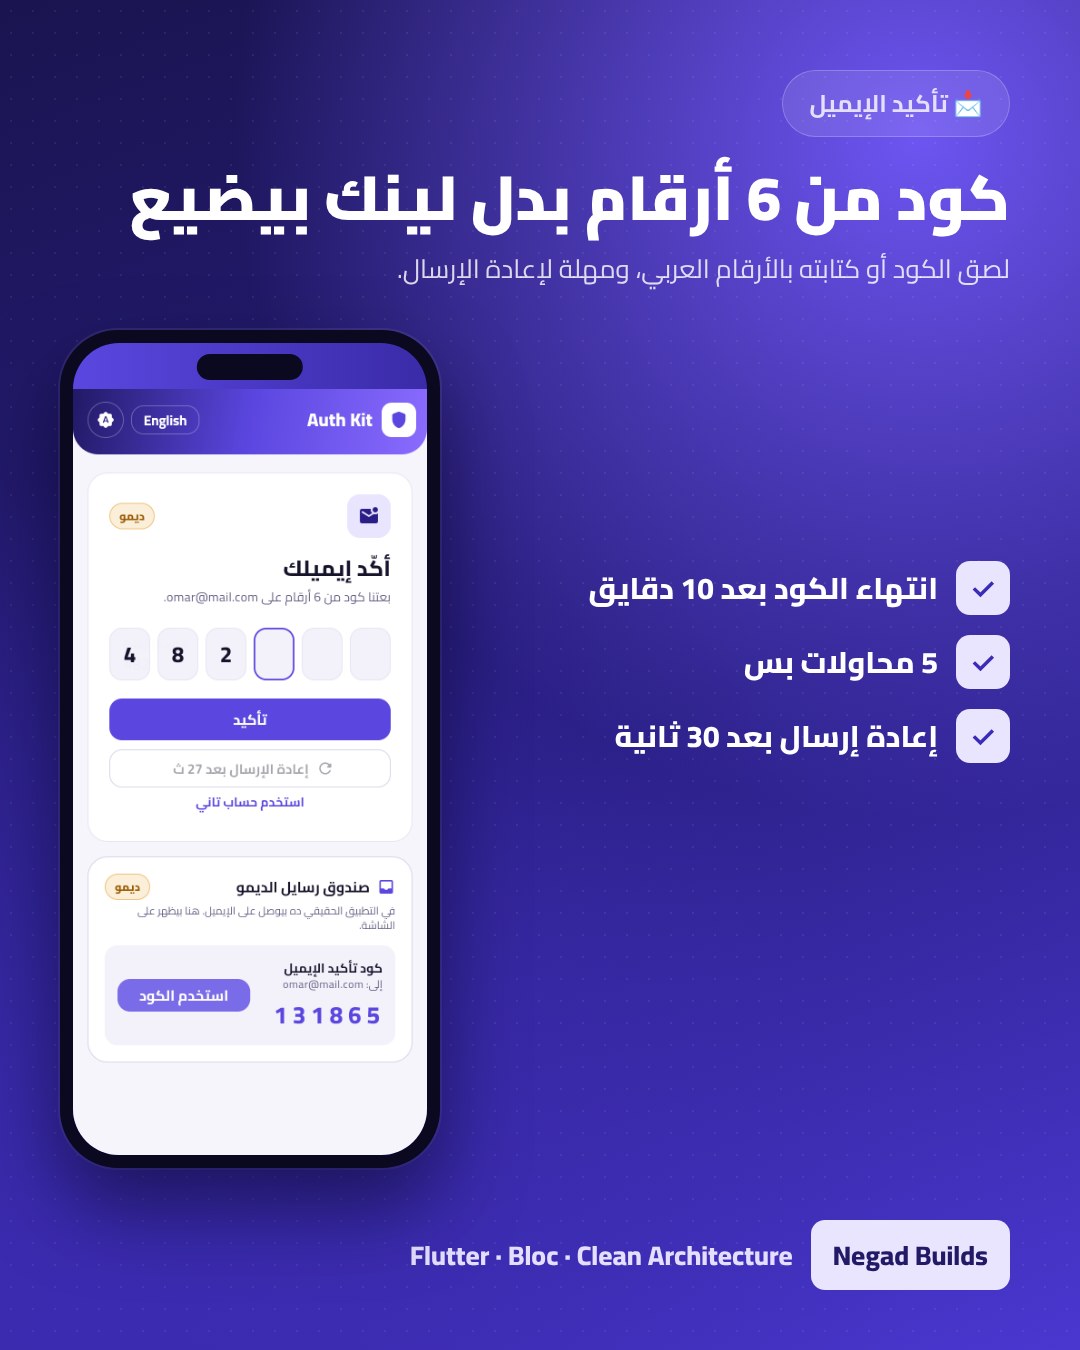 📩 تأكيد الإيميل
كود من 6 أرقام بدل لينك بيضيع
لصق الكود أو كتابته بالأرقام العربي، ومهلة لإعادة الإرسال.
Auth Kit
English
A
ديمو
أكّد إيميلك
بعتنا كود من 6 أرقام على omar@mail.com.
4 8 2
تأكيد
إعادة الإرسال بعد 27 ث
استخدم حساب تاني
صندوق رسايل الديمو
ديمو
في التطبيق الحقيقي ده بيوصل على الإيميل. هنا بيظهر على
الشاشة.
كود تأكيد الإيميل
إلى: omar@mail.com
131865
استخدم الكود
انتهاء الكود بعد 10 دقايق
5 محاولات بس
إعادة إرسال بعد 30 ثانية
Negad Builds
Flutter · Bloc · Clean Architecture